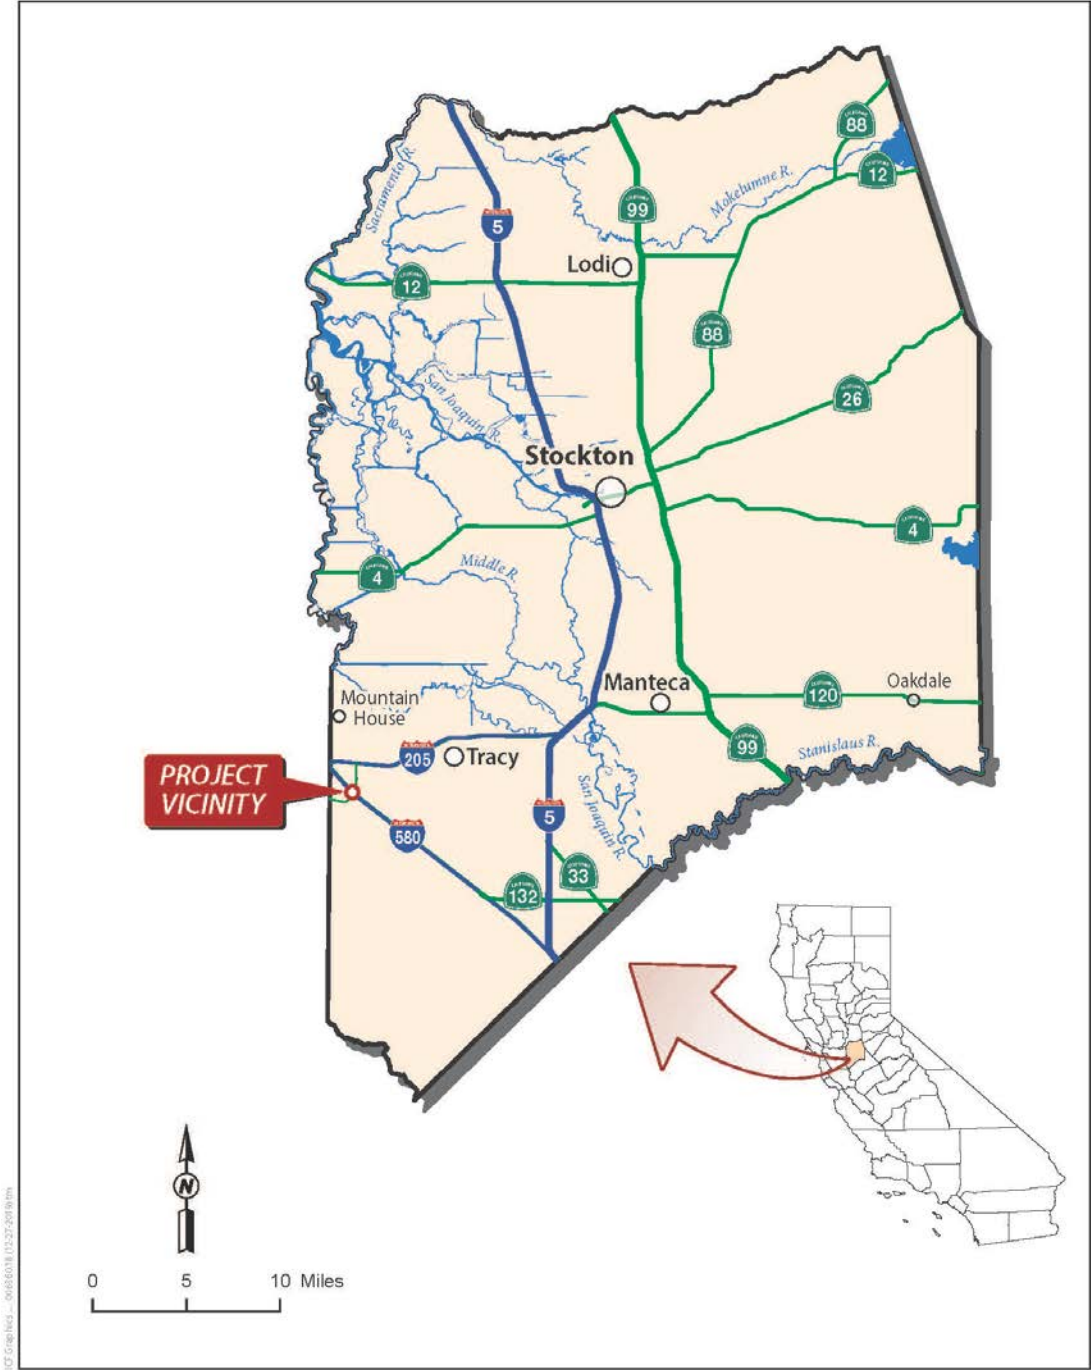 88
12
Sacramento R.
99
Mokelumne R.
5
Lodi
12
88
26
San Joaquin R.
Stockton
4
4
Middle R.
Manteca
Oakdale
120
Mountain
House
99
Stanislaus R.
205
Tracy
PROJECT
VICINITY
San Joaquin R.
5
580
33
132
N
0 5 10 Miles